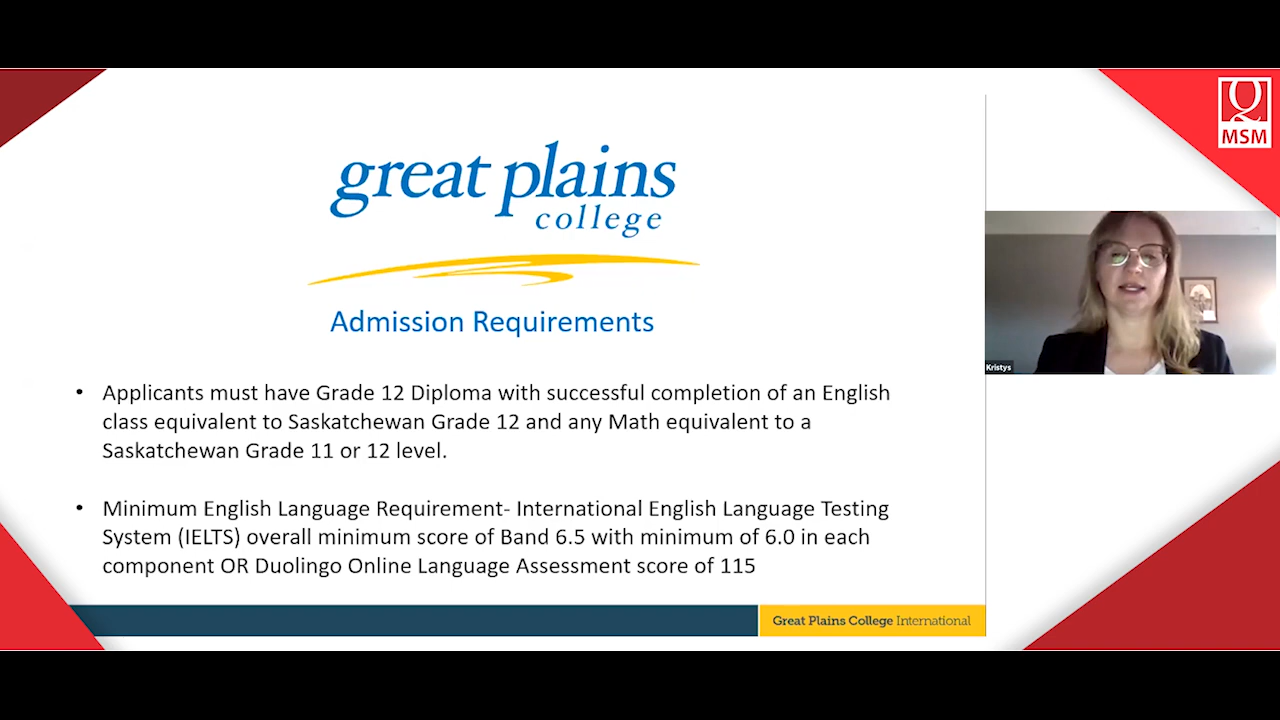 MSM
great plains
college
Admission Requirements
Kristys
• Applicants must have Grade 12 Diploma with successful completion of an English
class equivalent to Saskatchewan Grade 12 and any Math equivalent to a
Saskatchewan Grade 11 or 12 level.
• Minimum English Language Requirement- International English Language Testing
System (IELTS) overall minimum score of Band 6.5 with minimum of 6.0 in each
component OR Duolingo Online Language Assessment score of 115
Great Plains College International